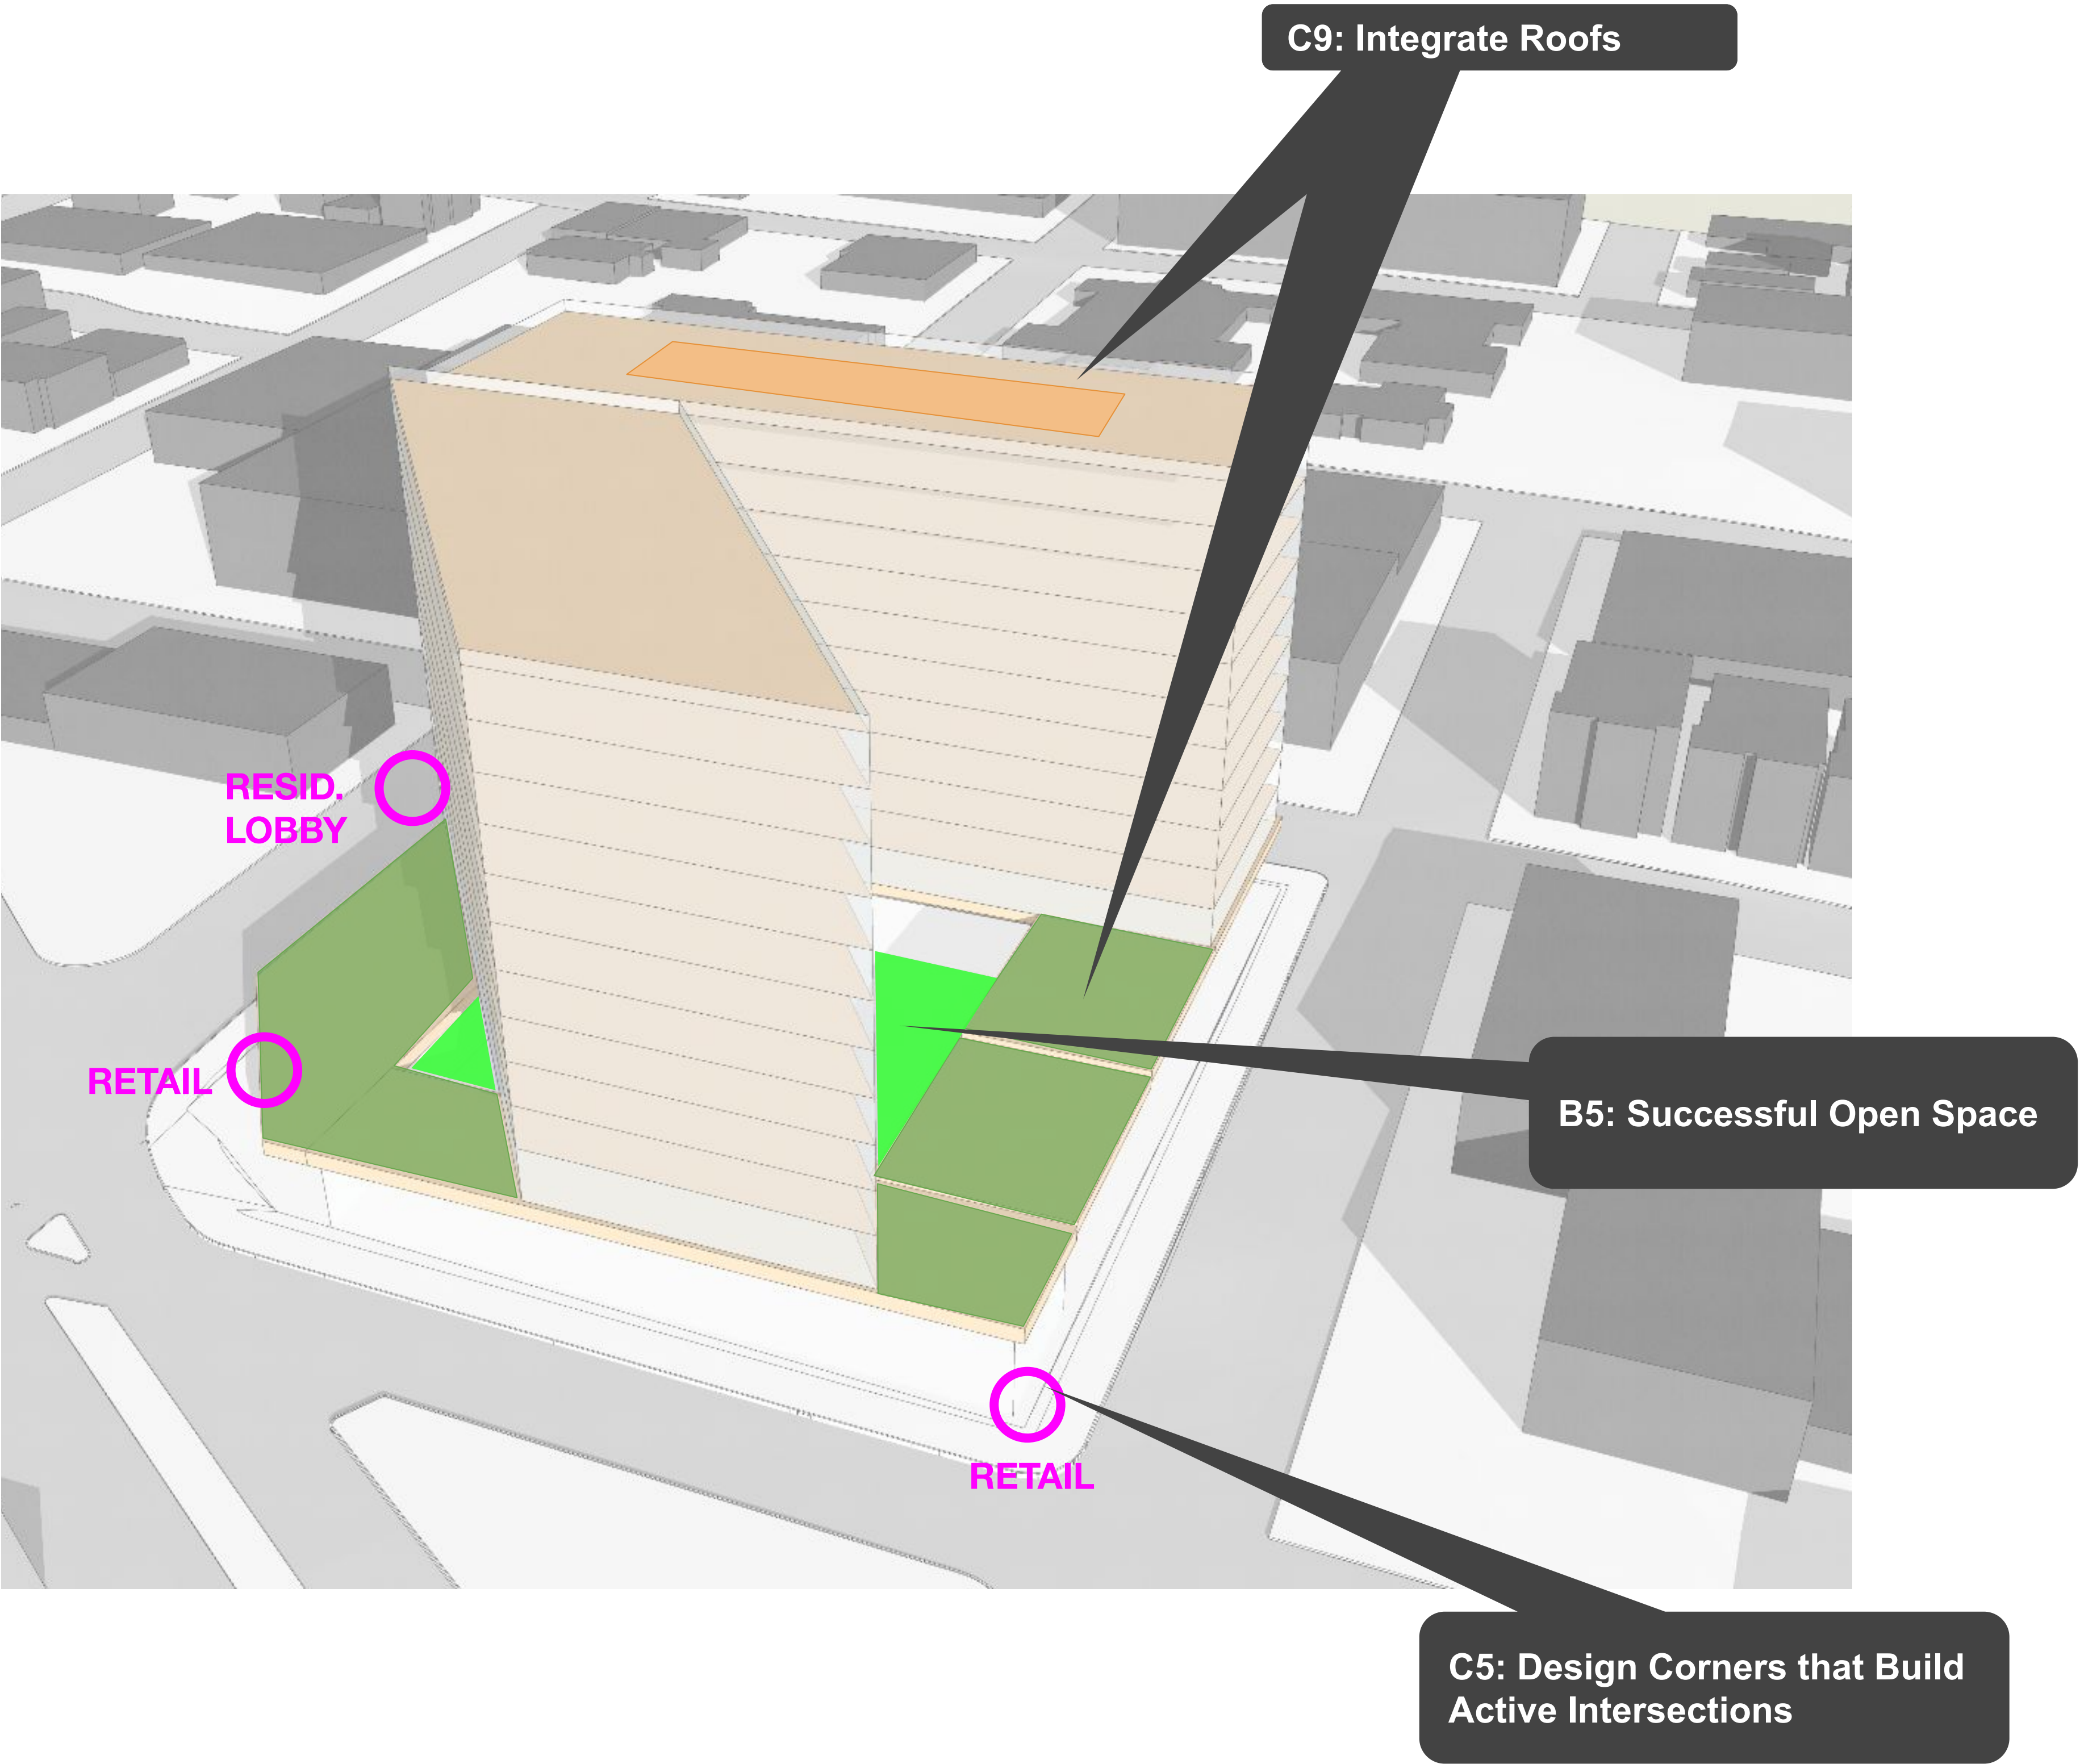 C9: Integrate Roofs
RESID.
LOBBY
RETAIL
B5: Successful Open Space
RETAIL
C5: Design Corners that Build
Active Intersections